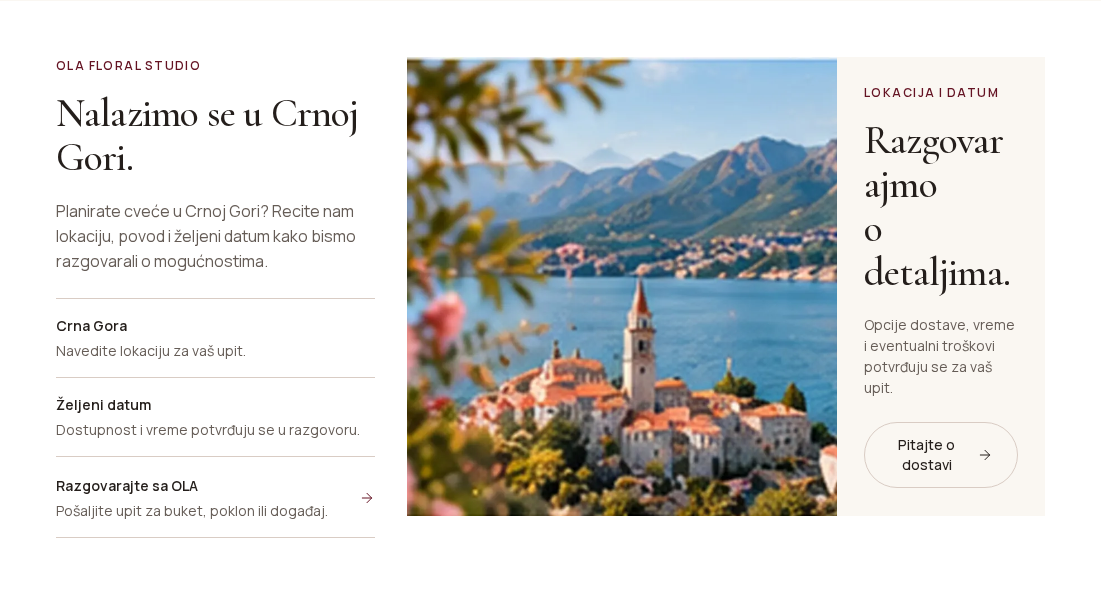 OLA FLORAL STUDIO
Nalazimo se u Crnoj
Gori.
Planirate cveće u Crnoj Gori? Recite nam
lokaciju, povod i željeni datum kako bismo
razgovarali o mogućnostima.
Crna Gora
Navedite lokaciju za vaš upit.
Željeni datum
Dostupnost i vreme potvrđuju se u razgovoru.
Razgovarajte sa OLA
Pošaljite upit za buket, poklon ili događaj.
LOKACIJA I DATUM
Razgovar
ajmo
o
detaljima.
Opcije dostave, vreme
i eventualni troškovi
potvrđuju se za vaš
upit.
Pitajte o
dostavi